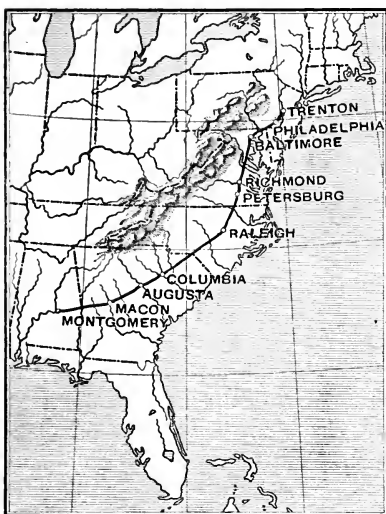 TRENTON
PHILADELPHIA
BALTIMORE
RICHMOND
PETERSBURG
RALEIGH
COLUMBIA
AUGUSTA
MACON
MONTGOMERY